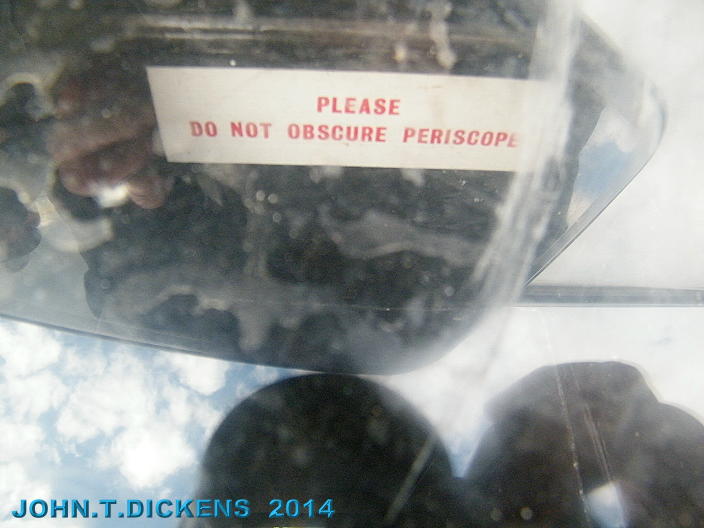 PLEASE
DO NOT OBSCURE PERISCOPE
JOHN.T.DICKENS 2014